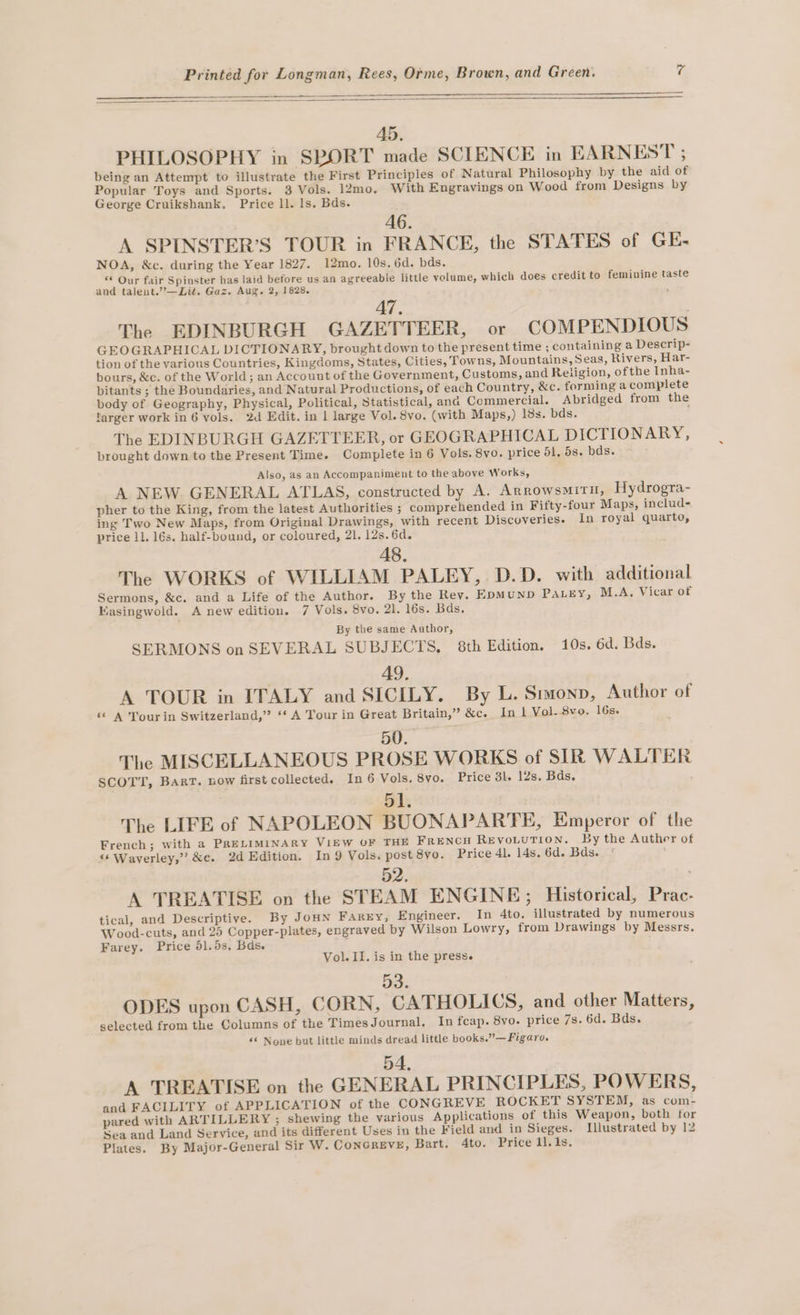 Printed for Longman, Rees, Orme, Brown, and Green. 7
45.
PHILOSOPHY in SPORT made SCIENCE in EARNEST ;
being an Attempt to illustrate the First Principles of Natural Philosophy by the aid of
Popular Toys and Sports. 3 Vols. 12mo. With Engravings on Wood from Designs by
George Cruikshank. Price 1l. 1s. Bds.
46.
A SPINSTER'S TOUR in FRANCE, the STATES of GE-
NOA, &c. during the Year 1827. 12mo. 10s. 6d. bds.
“ Our fair Spinster has laid before us an agreeable little volume, which does credit to feminine taste
and talent.”—Lit. Gaz. Aug. 2, 1828.
47.
The EDINBURGH GAZETTEER, or COMPENDIOUS
GEOGRAPHICAL DICTIONARY, brought down to the present time ; containing a Descrip-
tion of the various Countries, Kingdoms, States, Cities, Towns, Mountains, Seas, Rivers, Har-
bours, &c. of the World ; an Account of the Government, Customs, and Religion, of the Inha-
bitants ; the Boundaries, and Natural Productions, of each Country, &c. forming a complete
body of Geography, Physical, Political, Statistical, and Commercial. Abridged from the
larger work in 6 vols. 2d Edit. in 1 large Vol. 8vo. (with Maps,) 18s. bds.
The EDINBURGH GAZETTEER, or GEOGRAPHICAL DICTIONARY,
brought down to the Present Time. Complete in 6 Vols. 8vo. price 5l. 5s. bds.
Also, as an Accompaniment to the above Works,
A NEW GENERAL ATLAS, constructed by A. Arrowsmith, Hydrogra-
pher to the King, from the latest Authorities ; comprehended in Fifty-four Maps, includ-
ing Two New Maps, from Original Drawings, with recent Discoveries. In royal quarto,
price 1l. 16s. half-bound, or coloured, 2l. 12s. 6d.
48.
The WORKS of WILLIAM PALEY, D.D. with additional
Sermons, &c. and a Life of the Author. By the Rev. Edmund Paley, M.A. Vicar of
Easingwold. A new edition. 7 Vols. 8vo. 2l. 16s. Bds.
By the same Author,
SERMONS on SEVERAL SUBJECTS, 8th Edition. 10s. 6d. Bds.
49.
A TOUR in ITALY and SICILY. By L. Simond, Author of
“ A Tour in Switzerland,” “ A Tour in Great Britain,” &c. In 1 Vol. 8vo. 16s.
50.
The MISCELLANEOUS PROSE WORKS of SIR WALTER
SCOTT, Bart. now first collected. In 6 Vols. 8vo. Price 3l. 12s. Bds.
51.
The LIFE of NAPOLEON BUONAPARTE, Emperor of the
French ; with a Preliminary View of the French Revolution. By the Author of
“ Waverley,” &c. 2d Edition. In 9 Vols. post 8vo. Price 4l. 14s. 6d. Bds.
52.
A TREATISE on the STEAM ENGINE ; Historical, Prac-
tical, and Descriptive. By John Farey, Engineer. In 4to. illustrated by numerous
Wood-cuts, and 25 Copper-plates, engraved by Wilson Lowry, from Drawings by Messrs.
Farey. Price 5l. 5s. Bds.
Vol. II. is in the press.
53.
ODES upon CASH, CORN, CATHOLICS, and other Matters,
selected from the Columns of the Times Journal. In fcap. 8vo. price 7s. 6d. Bds.
“ None but little minds dread little books.”—Figaro.
54.
A TREATISE on the GENERAL PRINCIPLES, POWERS,
and FACILITY of APPLICATION of the CONGREVE ROCKET SYSTEM, as com-
pared with ARTILLERY ; shewing the various Applications of this Weapon, both for
Sea and Land Service, and its different Uses in the Field and in Sieges. Illustrated by 12
Plates. By Major-General Sir W. Congreve, Bart. 4to. Price 1l. 1s.